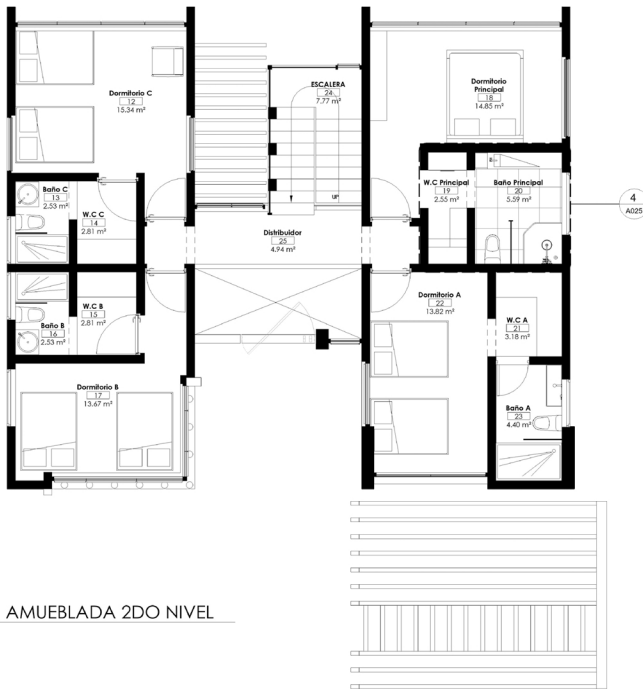 Dormitorio C
12
15.34 m²
ESCALERA
24
7.77 m²
UP
Dormitorio
Principal
18
14.85 m²
Baño C
13
2.53 m²
W.C C
14
2.81 m²
W.C Principal
19
2.55 m²
Baño Principal
20
5.59 m²
4
A025
Distribuidor
25
4.94 m²
W.C B
15
2.81 m²
Baño B
16
2.53 m²
Dormitorio A
22
13.82 m²
W.C A
21
3.18 m²
Dormitorio B
17
13.67 m²
Baño A
23
4.40 m²
AMUEBLADA 2DO NIVEL